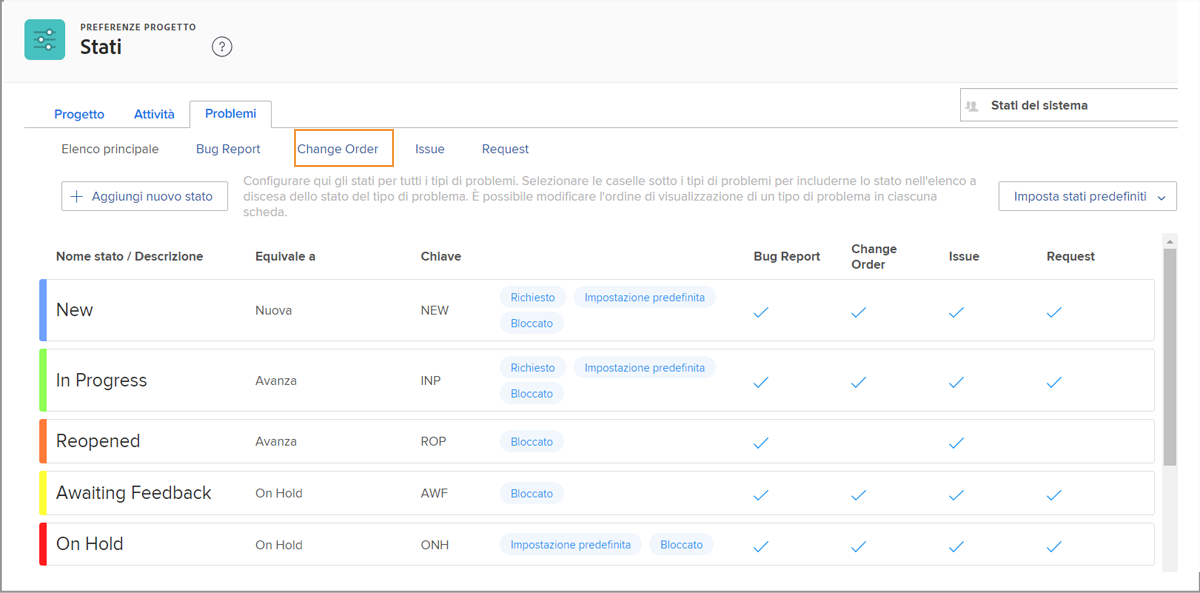 PREFERENZE PROGETTO
Stati
?
Progetto Attività Problemi
Stati del sistema
Elenco principale Bug Report Change Order Issue Request
Aggiungi nuovo stato
Configurare qui gli stati per tutti i tipi di problemi. Selezionare le caselle sotto i tipi di problemi per includerne lo stato nell'elenco a
discesa dello stato del tipo di problema. È possibile modificare l'ordine di visualizzazione di un tipo di problema in ciascuna
scheda.
Imposta stati predefiniti
Nome stato / Descrizione Equivale a Chiave Bug Report Change Issue Request
Order
New Nuova NEW Richiesto Impostazione predefinita
Bloccato
In Progress Avanza INP Richiesto Impostazione predefinita
Bloccato
Reopened Avanza ROP Bloccato
Awaiting Feedback On Hold AWF Bloccato
On Hold On Hold ONH Impostazione predefinita Bloccato